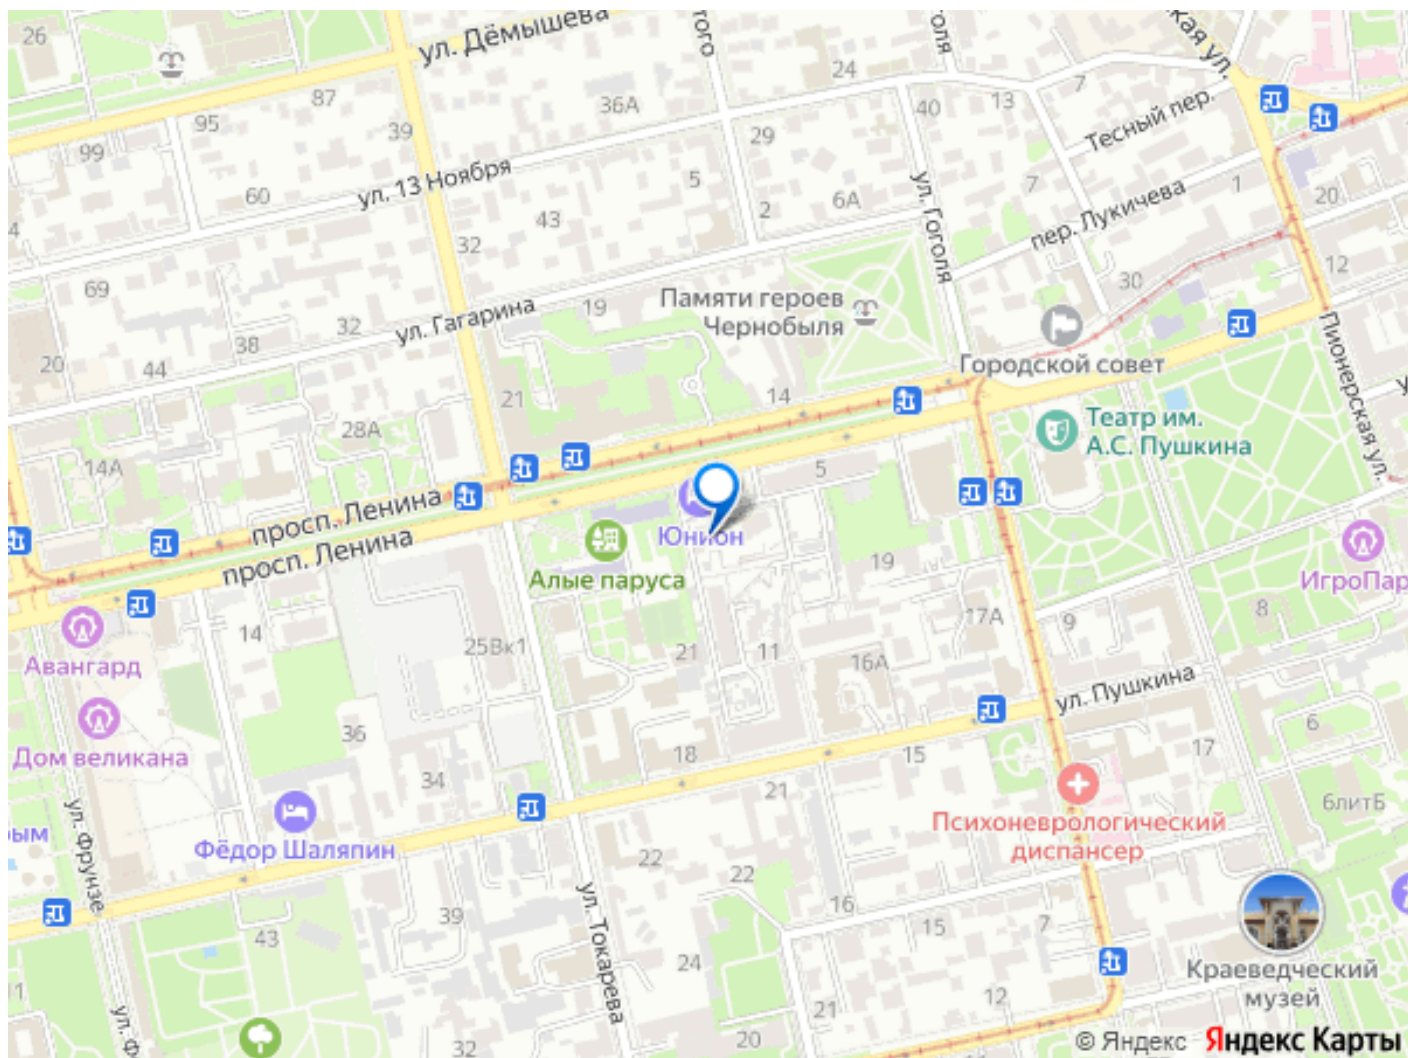 26
ул. Дёмышева
24
7
87
36А
40
13
95
39
29
Тесный пер.
99
ул. 13 Ноября
5
7
1
60
43
2
6А
ул. Гоголя
пер. Лукичева
20
4
32
12
69
30
19
Памяти героев
Чернобыля
ул. Гагарина
32
38
20
44
Городской совет
Пионерская ул.
21
14
28А
Театр им.
А.С. Пушкина
14А
5
просп. Ленина
просп. Ленина
Юнион
Алые паруса
19
ИгроПар
8
17А
9
14
25Вк1
Авангард
21
11
16А
ул. Пушкина
36
6
Дом великана
18
15
17
34
21
ул. Фрунзе
6литБ
Психоневрологический
диспансер
Фёдор Шаляпин
22
22
ул. Токарева
16
39
15
7
43
24
Краеведческий
музей
12
21
20
32
© Яндекс Яндекс Карты